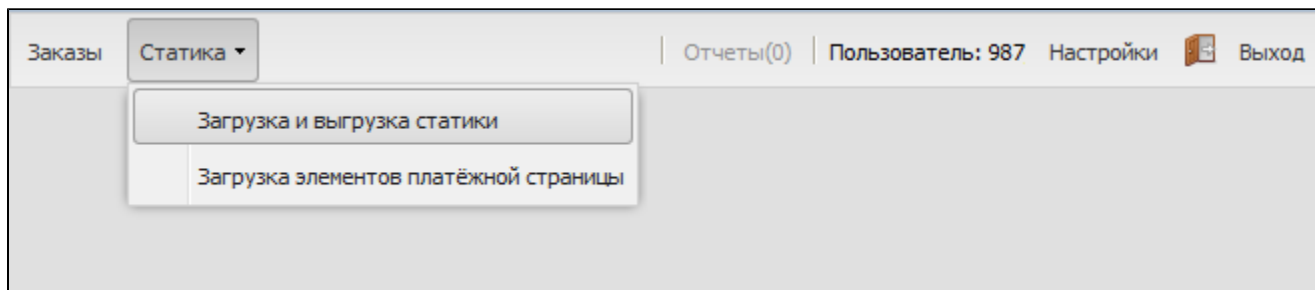 Заказы Статика Отчеты(0) Пользователь: 987 Настройки Выход
Загрузка и выгрузка статики
Загрузка элементов платёжной страницы